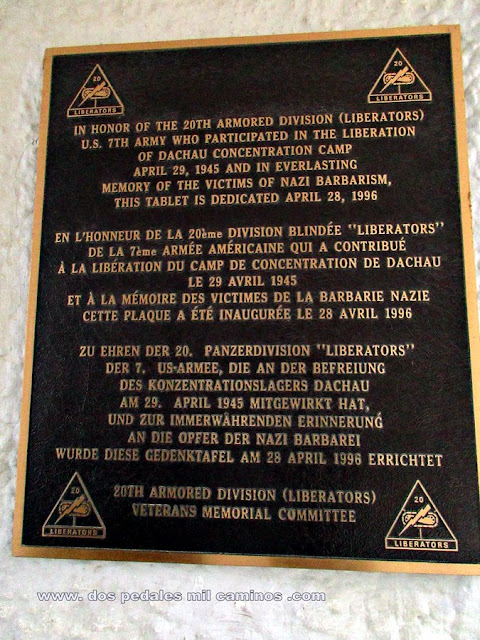 20
LIBERATORS
20
LIBERATORS
IN HONOR OF THE 20TH ARMORED DIVISION (LIBERATORS)
U.S. 7TH ARMY WHO PARTICIPATED IN THE LIBERATION
OF DACHAU CONCENTRATION CAMP
APRIL 29, 1945 AND IN EVERLASTING
MEMORY OF THE VICTIMS OF NAZI BARBARISM,
THIS TABLET IS DEDICATED APRIL 28, 1996
EN L'HONNEUR DE LA 20ème DIVISION BLINDÉE "LIBERATORS"
DE LA 7ème ARMÉE AMÉRICAINE QUI A CONTRIBUÉ
À LA LIBÉRATION DU CAMP DE CONCENTRATION DE DACHAU
LE 29 AVRIL 1945
ET À LA MÉMOIRE DES VICTIMES DE LA BARBARIE NAZIE
CETTE PLAQUE A ÉTÉ INAUGURÉE LE 28 AVRIL 1996
ZU EHREN DER 20. PANZERDIVISION "LIBERATORS"
DER 7. US-ARMEE, DIE AN DER BEFREIUNG
DES KONZENTRATIONSLAGERS DACHAU
AM 29. APRIL 1945 MITGEWIRKT HAT,
UND ZUR IMMERWÄHRENDEN ERINNERUNG
AN DIE OPFER DER NAZI BARBAREI
WURDE DIESE GEDENKTAFEL AM 28 APRIL 1996 ERRICHTET
20TH ARMORED DIVISION (LIBERATORS)
VETERANS MEMORIAL COMMITTEE
20
LIBERATORS
20
LIBERATORS
www. dos pedales mil caminos .com